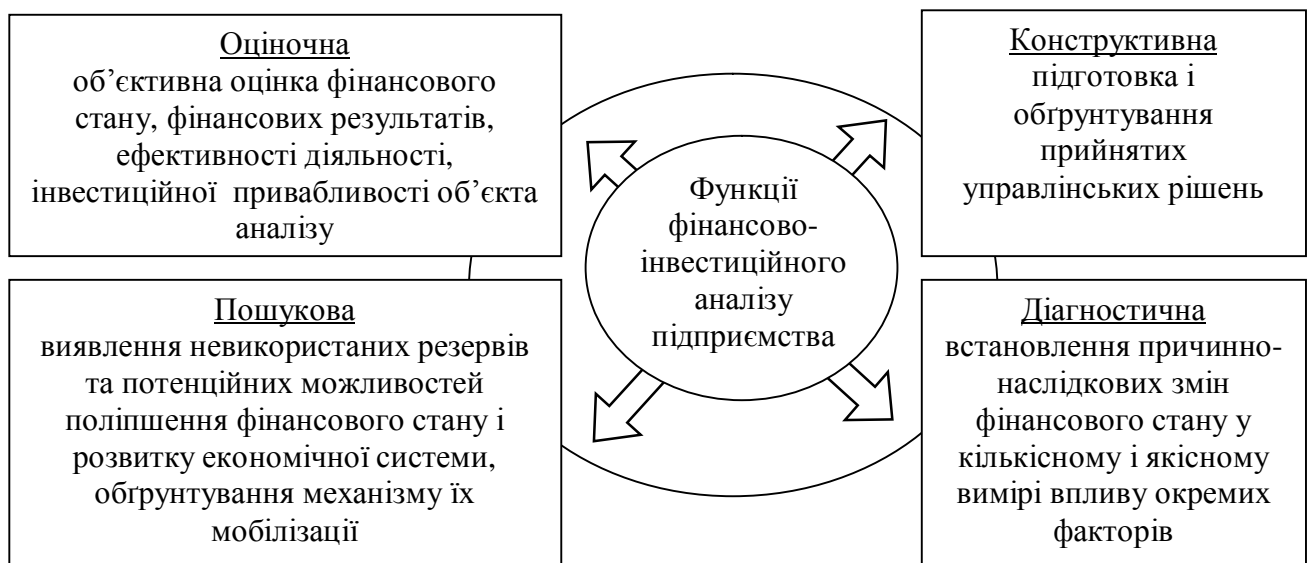 Оціночна
об’єктивна оцінка фінансового
стану, фінансових результатів,
ефективності діяльності,
інвестиційної привабливості об’єкта
аналізу
Конструктивна
підготовка і
обґрунтування
прийнятих
управлінських рішень
Функції
фінансово-
інвестиційного
аналізу
підприємства
Пошукова
виявлення невикористаних резервів
та потенційних можливостей
поліпшення фінансового стану і
розвитку економічної системи,
обґрунтування механізму їх
мобілізації
Діагностична
встановлення причинно-
наслідкових змін
фінансового стану у
кількісному і якісному
вимірі впливу окремих
факторів